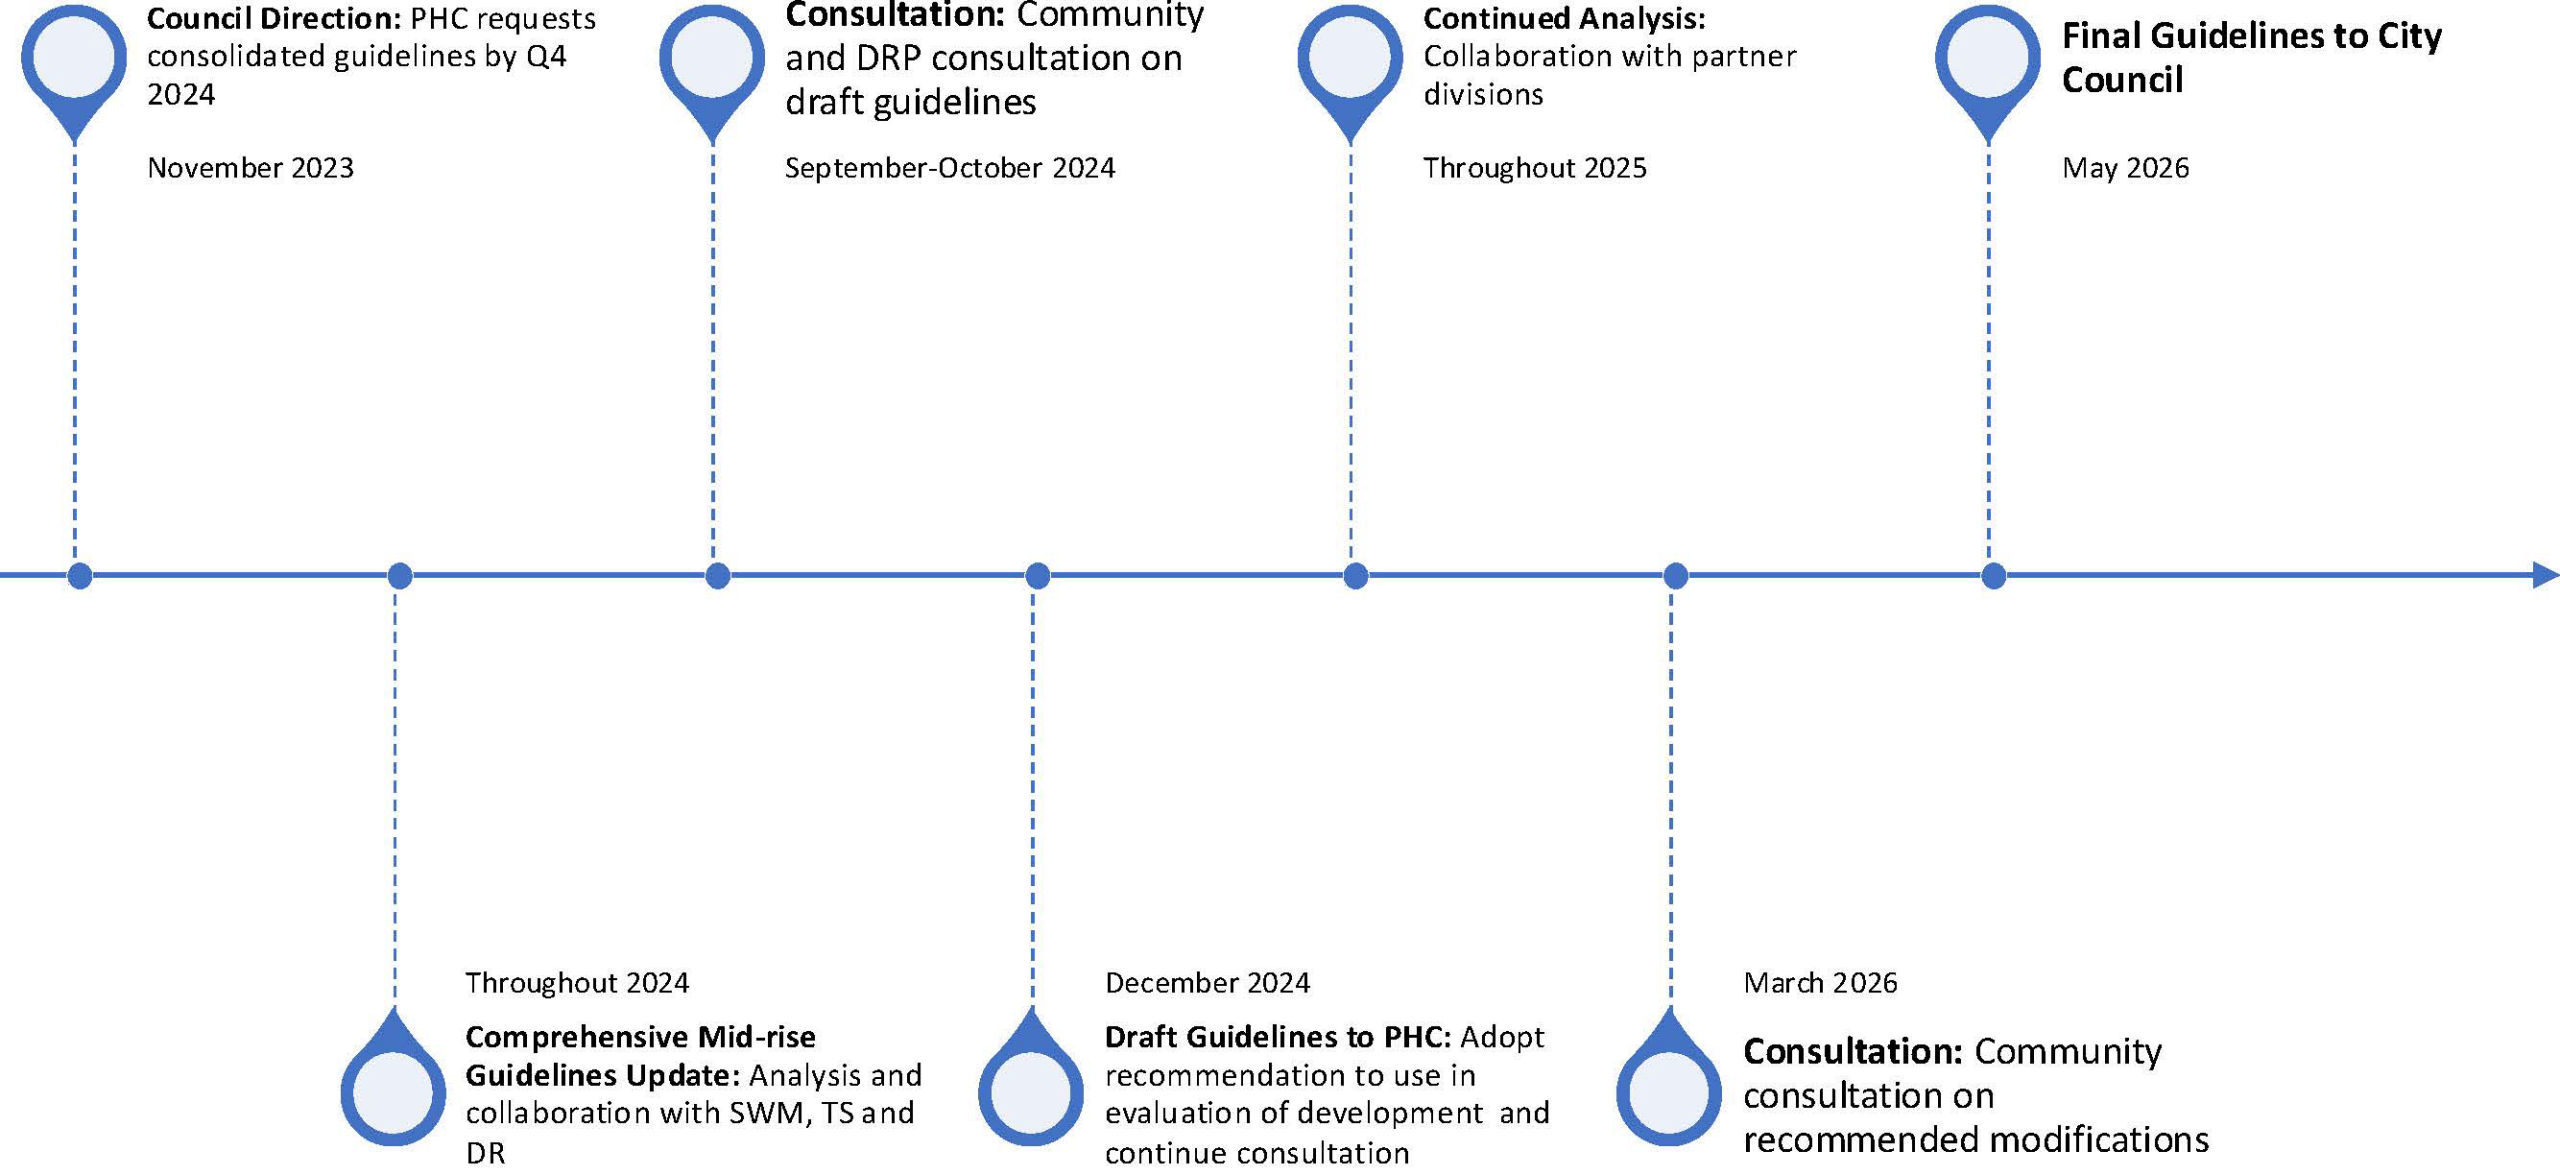 Council Direction: PHC requests
consolidated guidelines by Q4
2024
November 2023
Throughout 2024
Comprehensive Mid-rise
Guidelines Update: Analysis and
collaboration with SWM, TS and
DR
Consultation: Community
and DRP consultation on
draft guidelines
September-October 2024
December 2024
Draft Guidelines to PHC: Adopt
recommendation to use in
evaluation of development and
continue consultation
Continued Analysis:
Collaboration with partner
divisions
Throughout 2025
March 2026
Consultation: Community
consultation on
recommended modifications
Final Guidelines to City
Council
May 2026